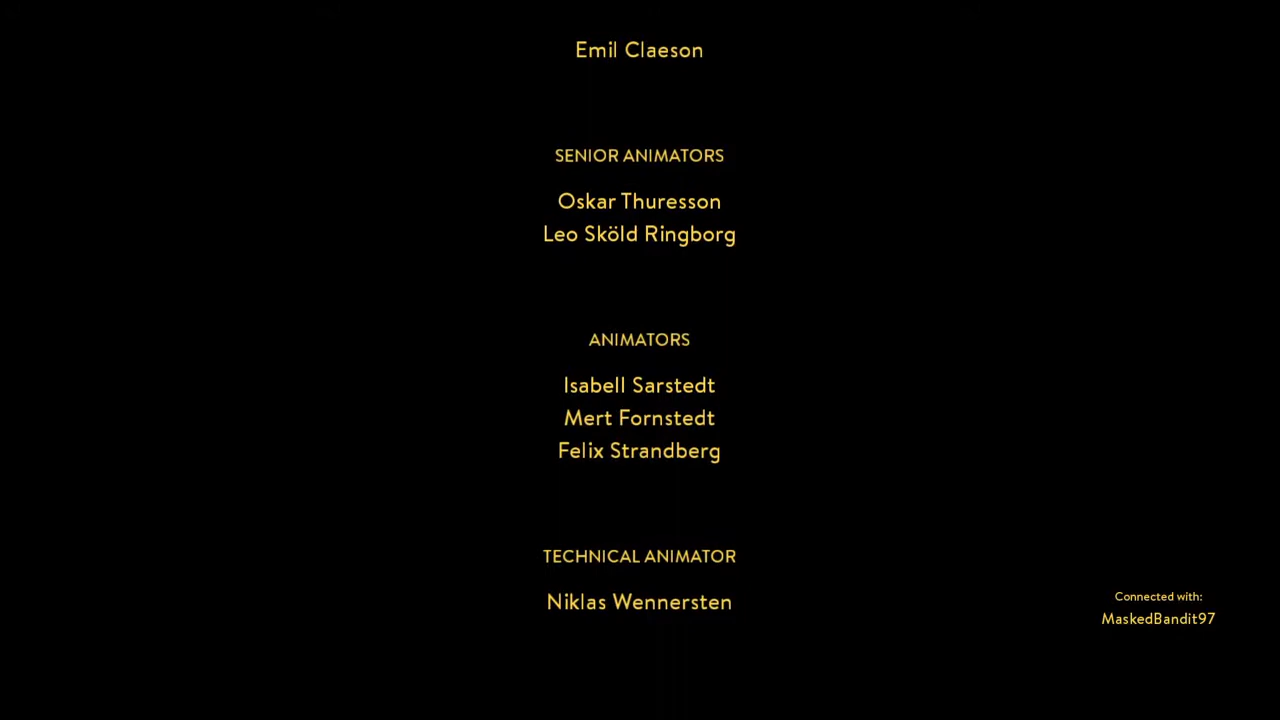 Emil Claeson
SENIOR ANIMATORS
Oskar Thuresson
Leo Sköld Ringborg
ANIMATORS
Isabell Sarstedt
Mert Fornstedt
Felix Strandberg
TECHNICAL ANIMATOR
Niklas Wennersten
Connected with:
MaskedBandit97